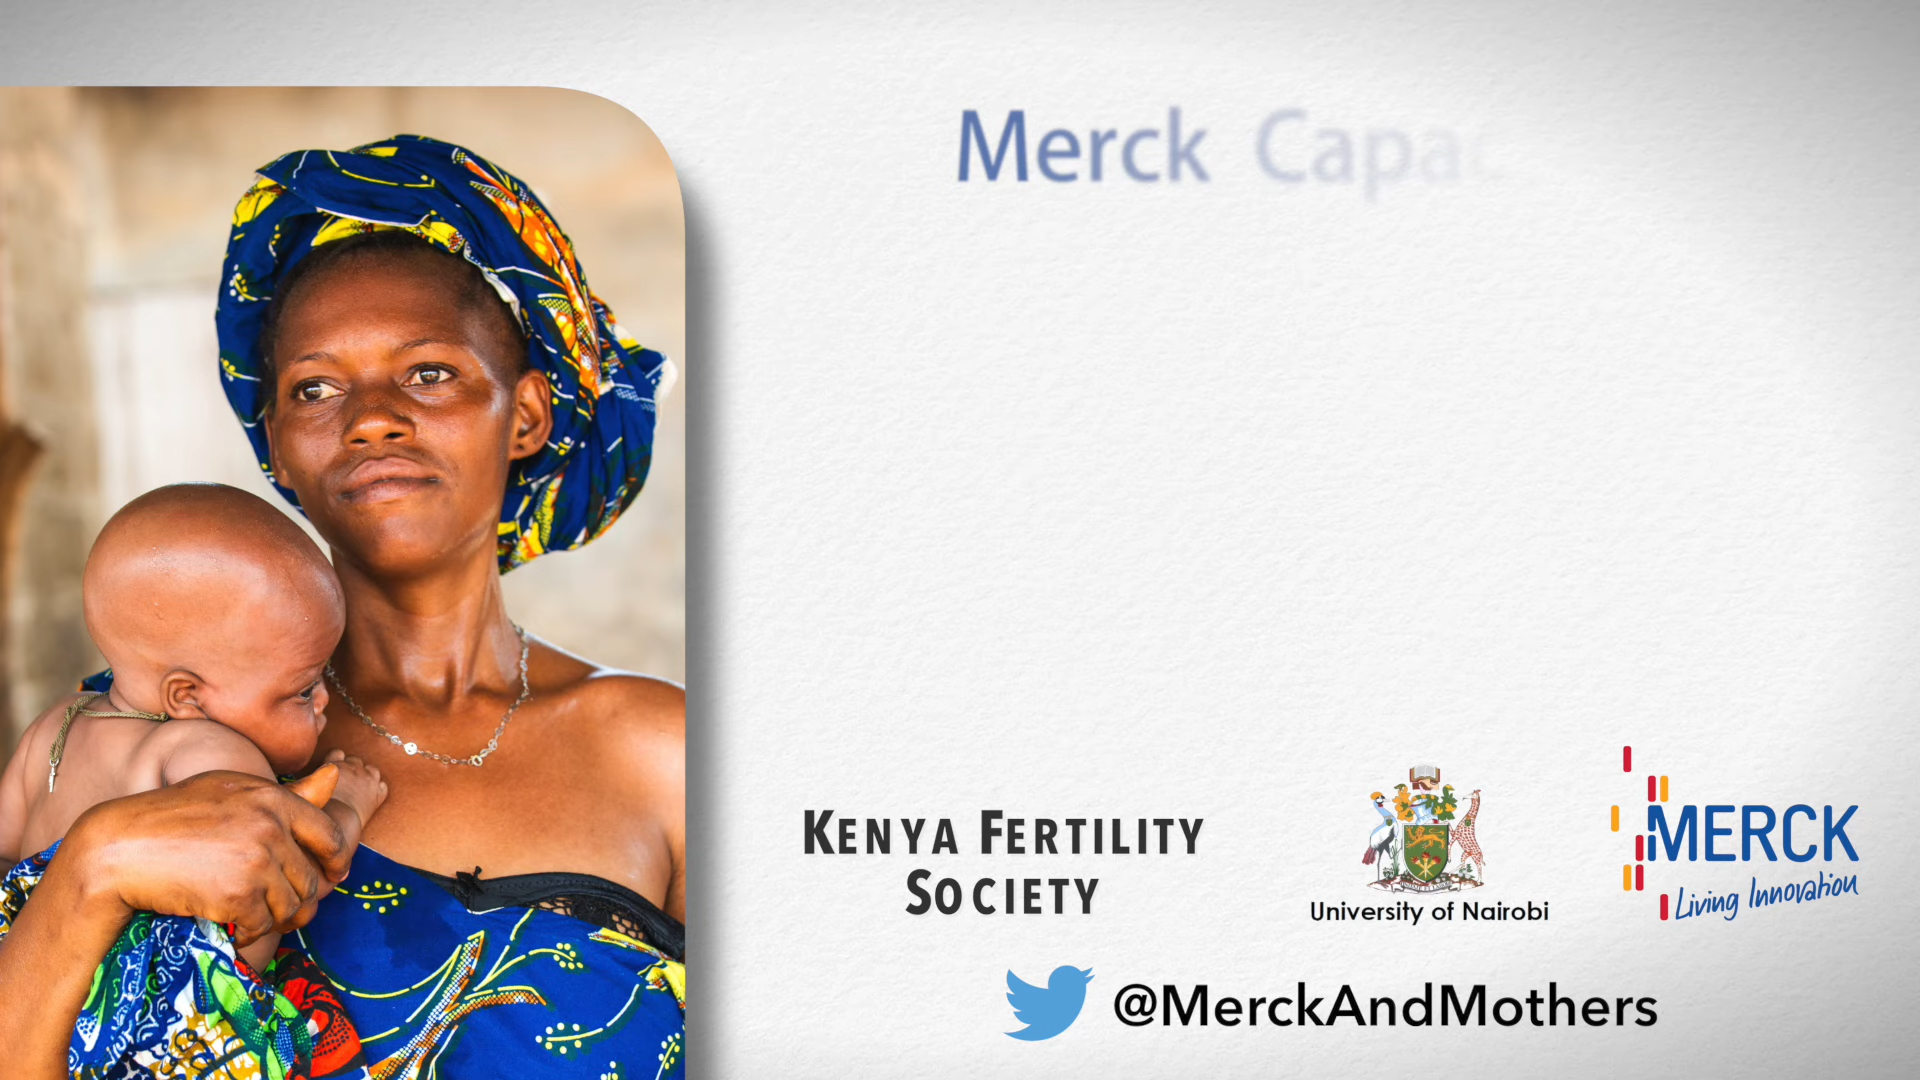 Merck
KENYA FERTILITY
SOCIETY
University of Nairobi
MERCK
Living Innovation
@MerckAndMothers